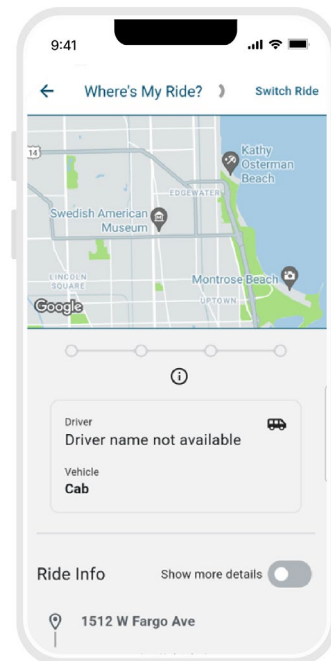 9:41
Where's My Ride?
Switch Ride
14
Kathy
Osterman
Beach
EDGEWATER
Swedish American
Museum
LINCOLN
SQUARE
Montrose Beach
UPTOWN
Google
Driver
Driver name not available
Vehicle
Cab
Ride Info
Show more details
1512 W Fargo Ave